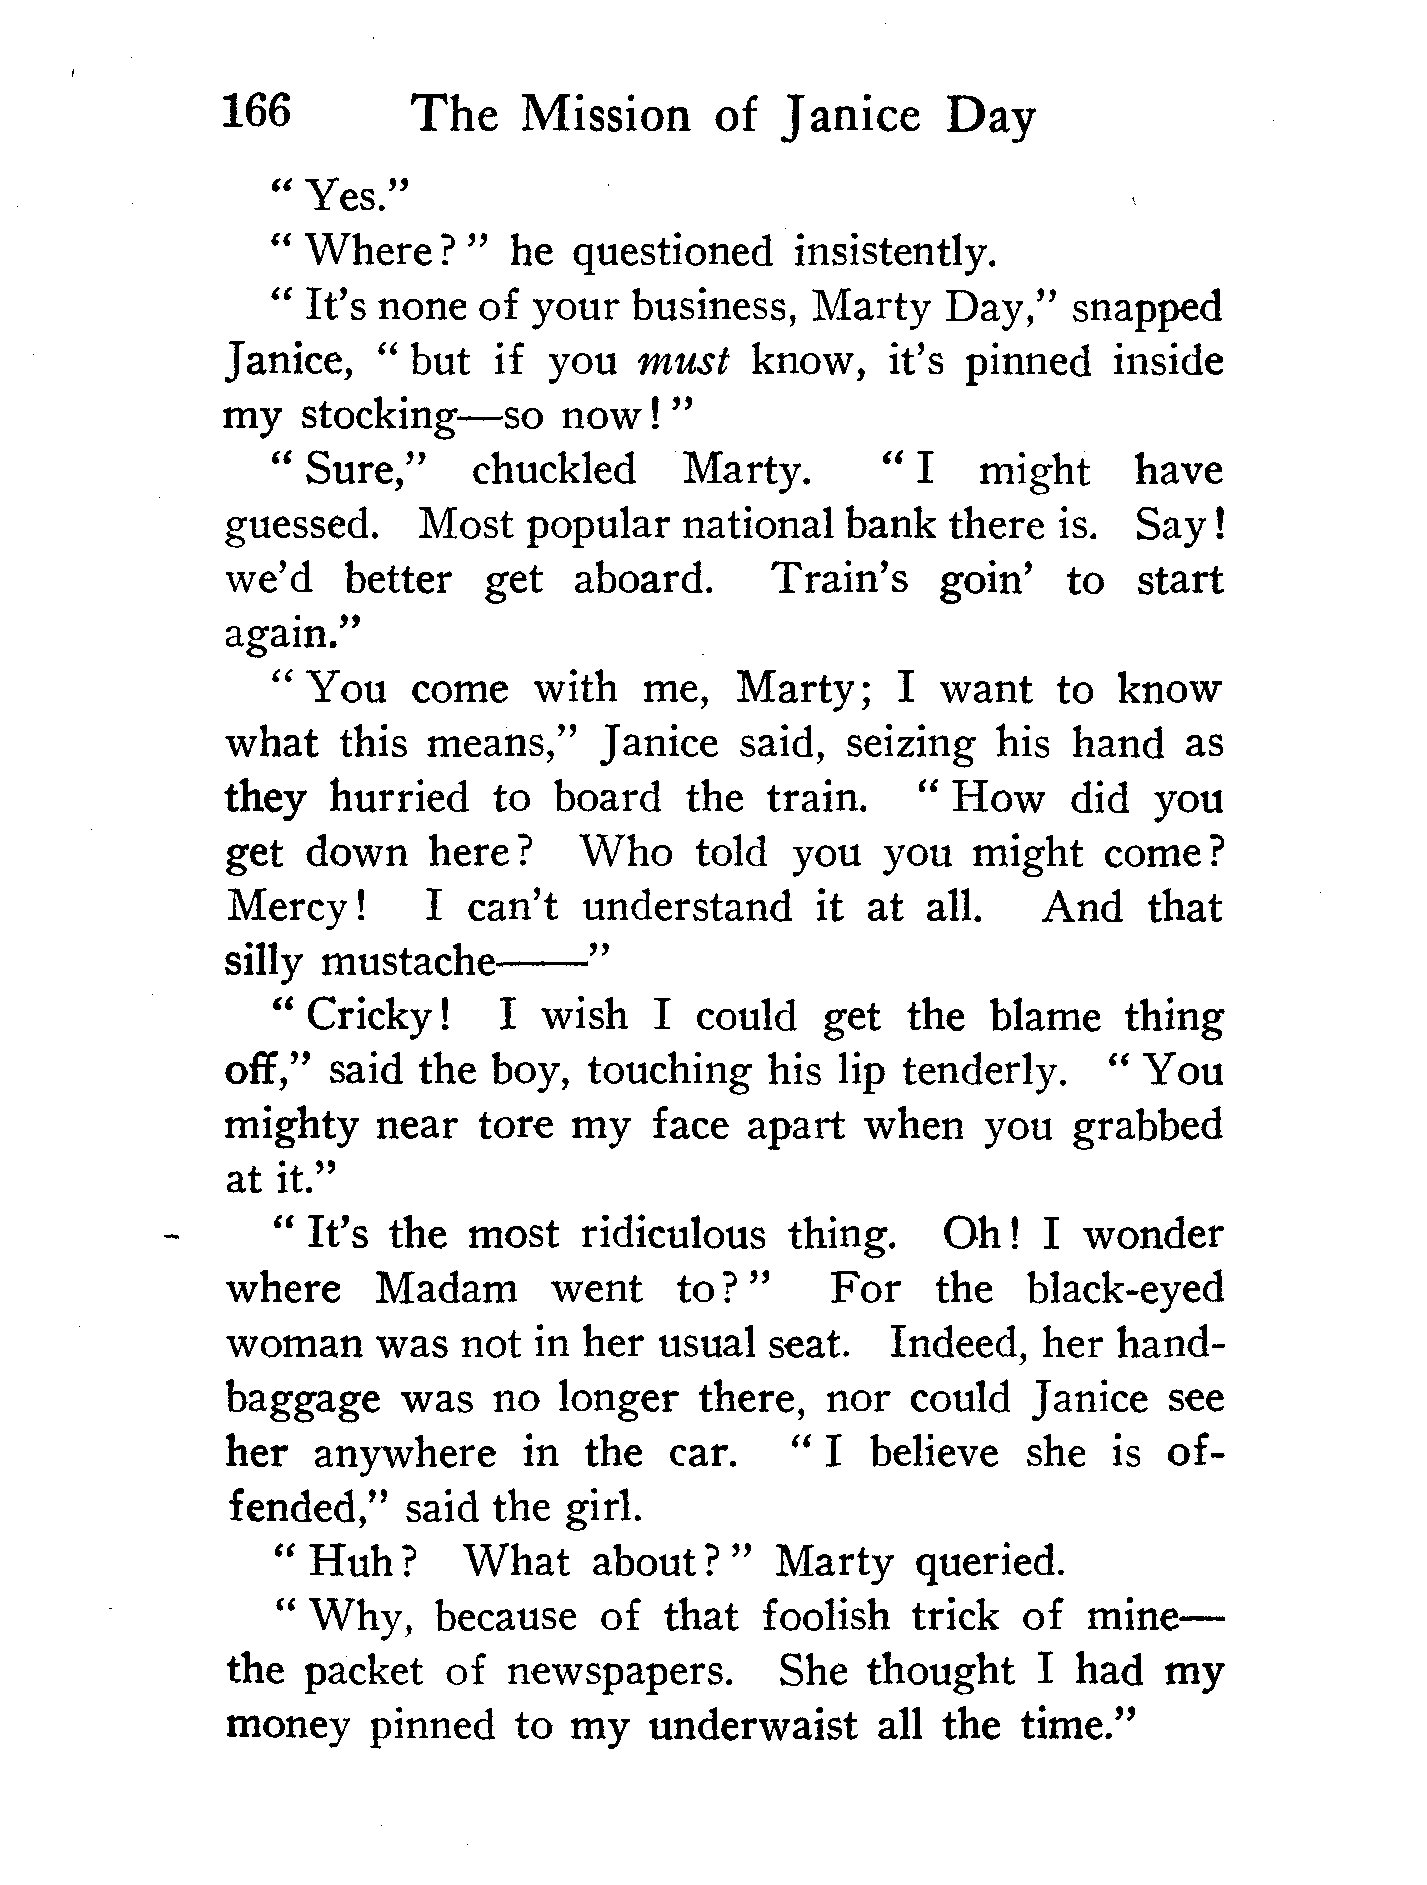 166 The Mission of Janice Day
“ Yes.”
“ Where? ” he questioned insistently.
“ It’s none of your business, Marty Day,” snapped
Janice, “ but if you must know, it’s pinned inside
my stocking—so now! ”
“ Sure,” chuckled Marty. “ I might have
guessed. Most popular national bank there is. Say!
we’d better get aboard. Train’s goin’ to start
again.”
“ You come with me, Marty; I want to know
what this means,” Janice said, seizing his hand as
they hurried to board the train. “ How did you
get down here? Who told you you might come?
Mercy! I can’t understand it at all. And that
silly mustache——”
“ Cricky! I wish I could get the blame thing
off,” said the boy, touching his lip tenderly. “ You
mighty near tore my face apart when you grabbed
at it.”
“ It’s the most ridiculous thing. Oh! I wonder
where Madam went to? ” For the black-eyed
woman was not in her usual seat. Indeed, her hand-
baggage was no longer there, nor could Janice see
her anywhere in the car. “ I believe she is of-
fended,” said the girl.
“ Huh? What about? ” Marty queried.
“ Why, because of that foolish trick of mine—
the packet of newspapers. She thought I had my
money pinned to my underwaist all the time.”